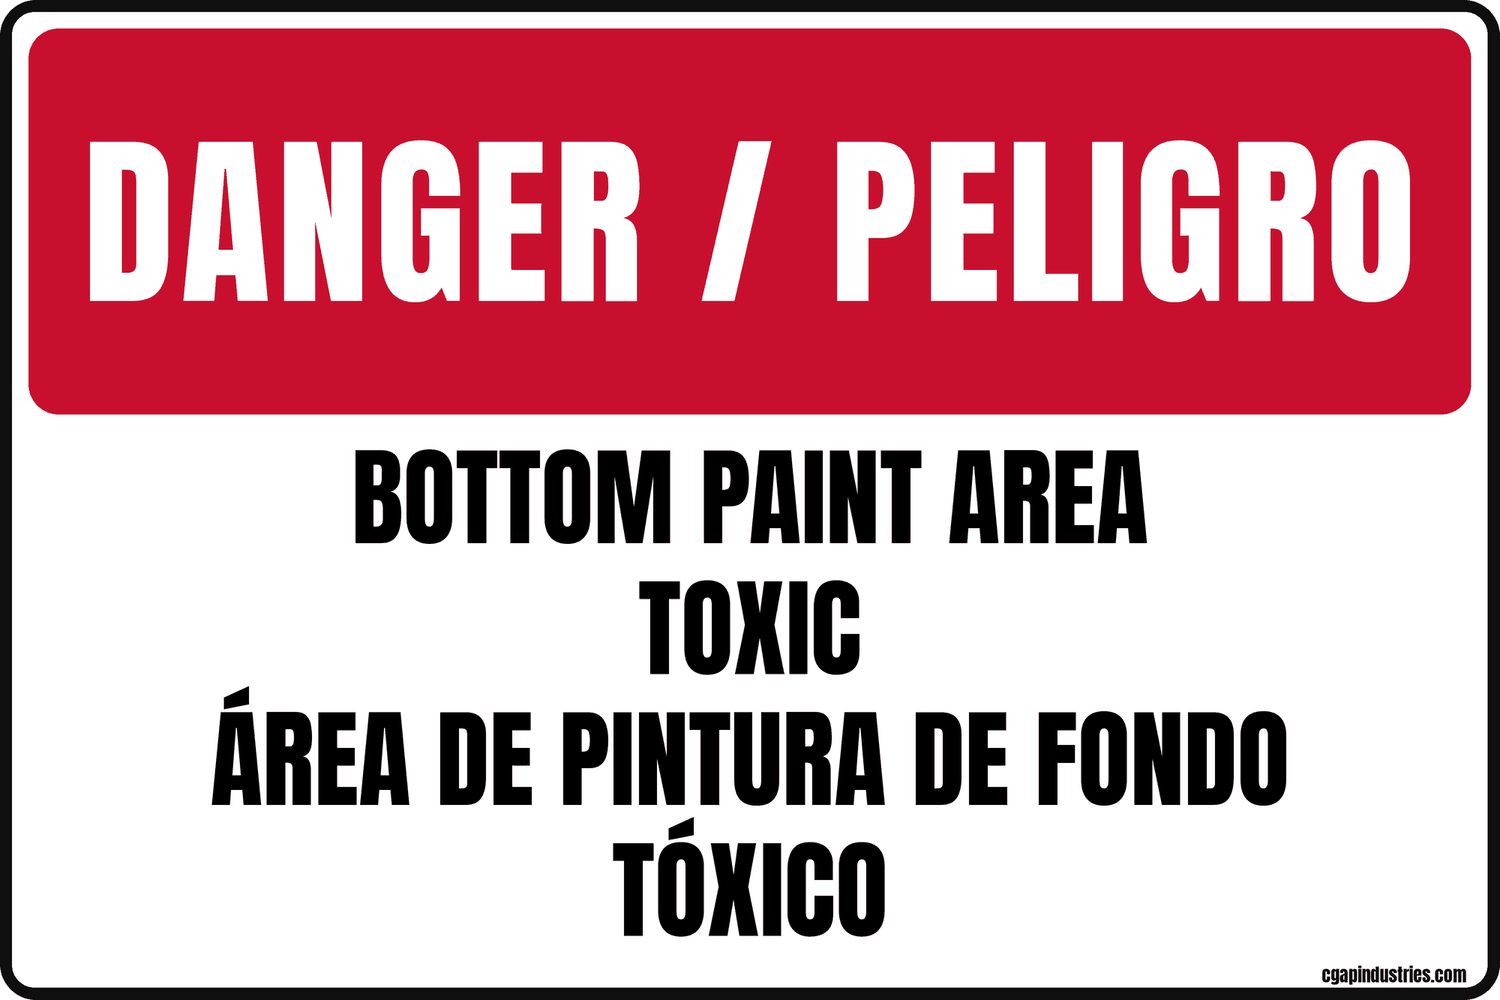 DANGER / PELIGRO
BOTTOM PAINT AREA
TOXIC
ÁREA DE PINTURA DE FONDO
TÓXICO
cgapindustries.com